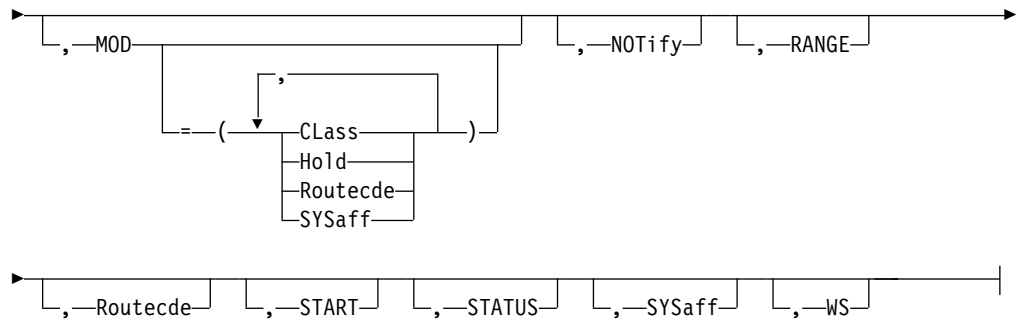 , MOD , NOTify , RANGE
,
= ( CLass )
Hold
Routecde
SYSaff
, Routecde , START , STATUS , SYSaff , WS